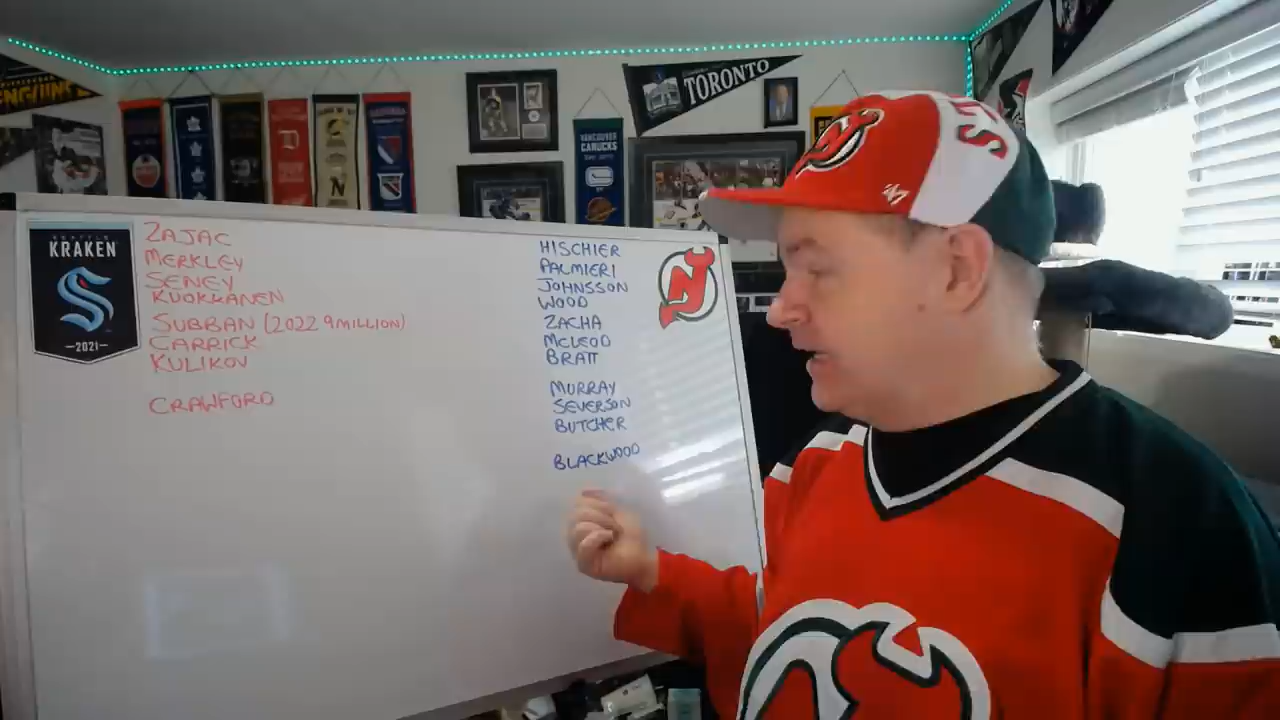 TORONTO
VANCOUVER
CANUCKS
KRAKEN
2021
ZAJAC
MERKLEY
SENEY
KUOKKANEN
SUBBAN (2022 9MILLION)
CARRICK
KULIKOV
CRAWFORD
HISCHIER
PALMIERI
JOHNSSON
WOOD
ZACHA
MCLEOD
BRATT
MURRAY
SEVERSON
BUTCHER
BLACKWOOD